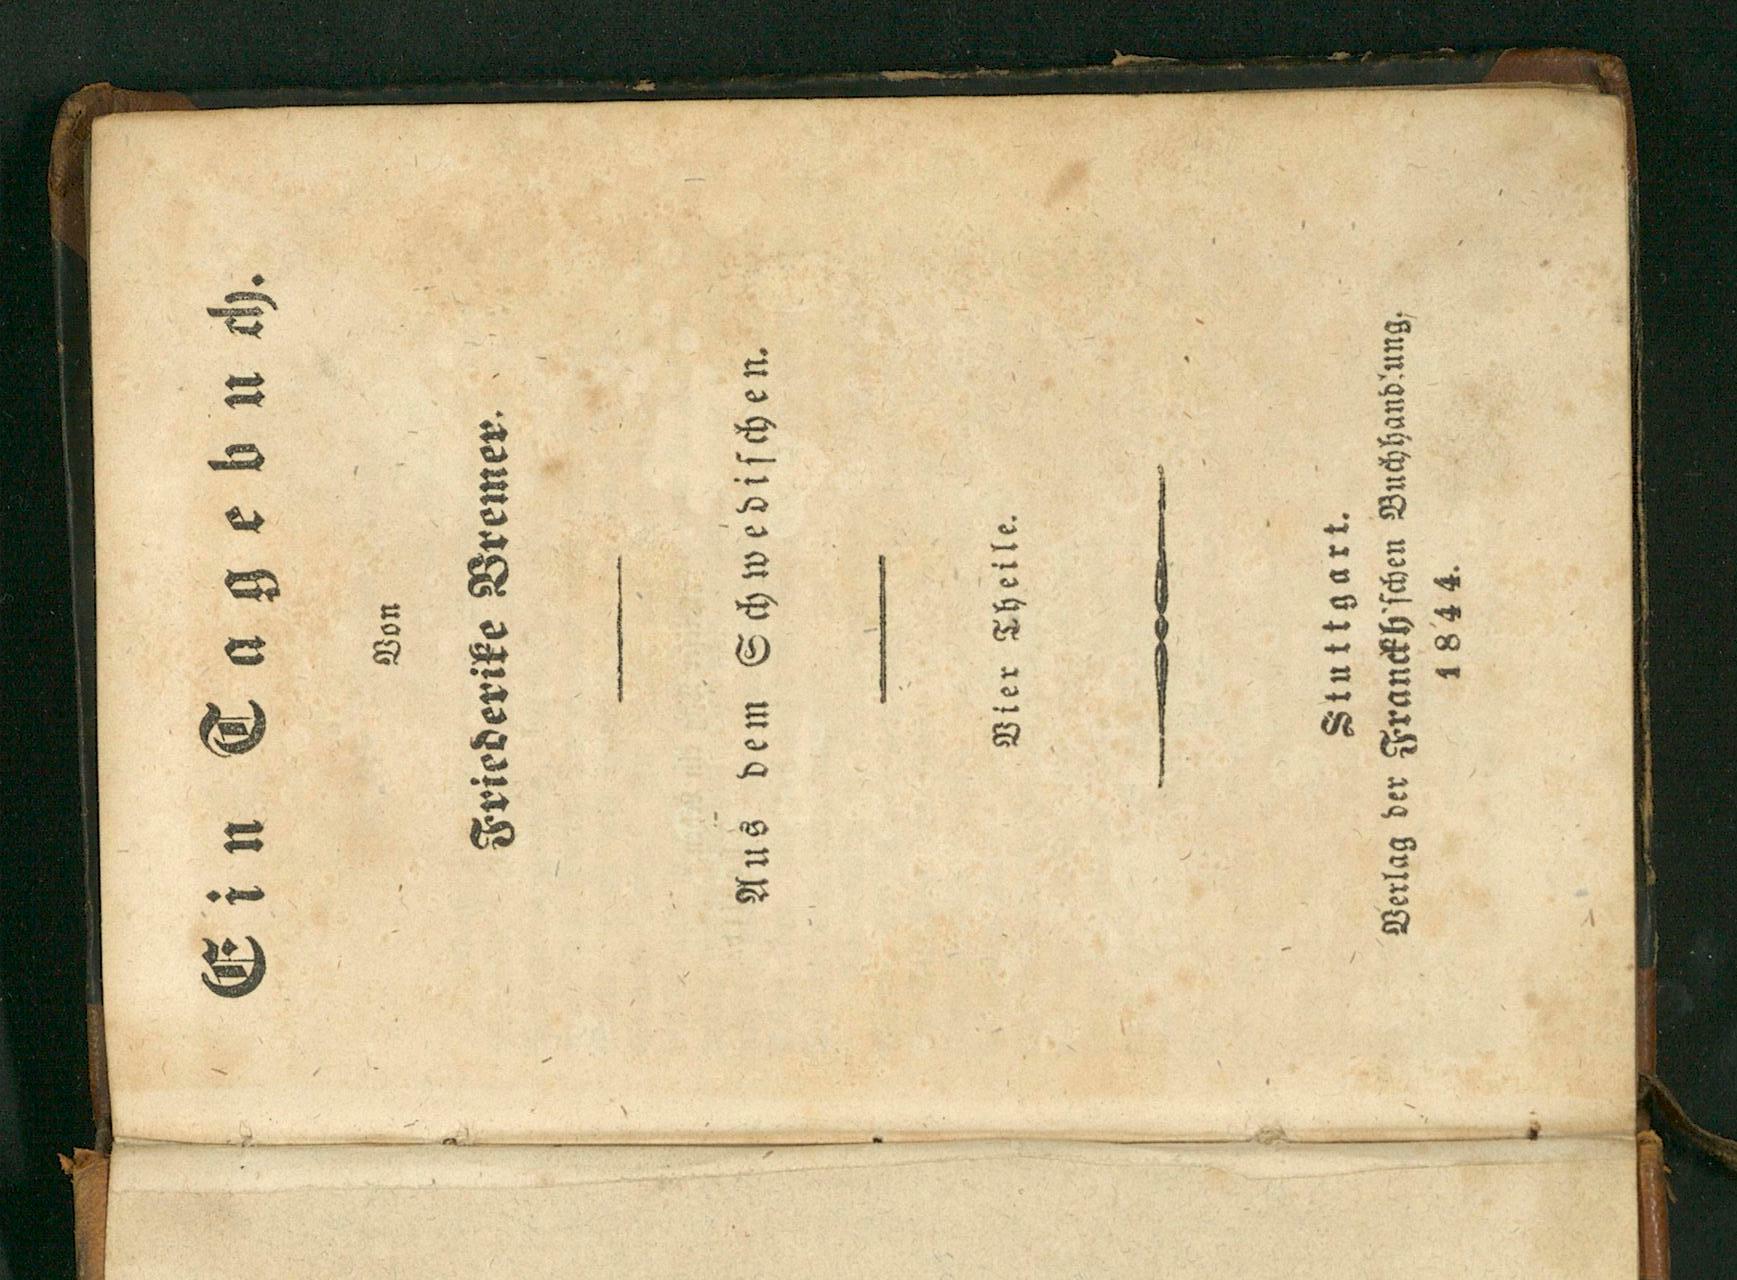 Ein Tagebuch.
Von
Friederike Bremer.
Aus dem Schwedischen.
Vier Theile.
Stuttgart.
Verlag der Franckh'schen Buchhandlung.
1844.